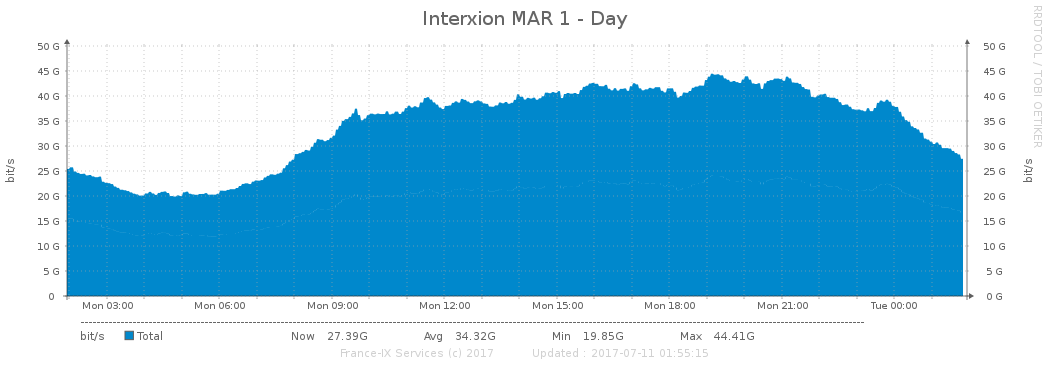 Interxion MAR 1 - Day
RRDTOOL / TOBI OETIKER
50 G 50 G
45 G 45 G
40 G 40 G
35 G 35 G
30 G 30 G
25 G 25 G
20 G 20 G
15 G 15 G
10 G 10 G
5 G 5 G
0 0 G
bit/s bit/s
Mon 03:00 Mon 06:00 Mon 09:00 Mon 12:00 Mon 15:00 Mon 18:00 Mon 21:00 Tue 00:00
bit/s Total Now 27.39G Avg 34.32G Min 19.85G Max 44.41G
France-IX Services (c) 2017 Updated : 2017-07-11 01:55:15